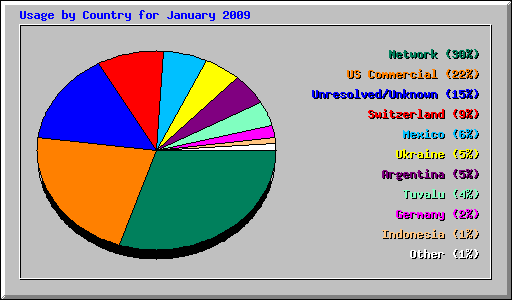 Usage by Country for January 2009
Network (30%)
US Commercial (22%)
Unresolved/Unknown (15%)
Switzerland (9%)
Mexico (6%)
Ukraine (5%)
Argentina (5%)
Tuvalu (4%)
Germany (2%)
Indonesia (1%)
Other (1%)